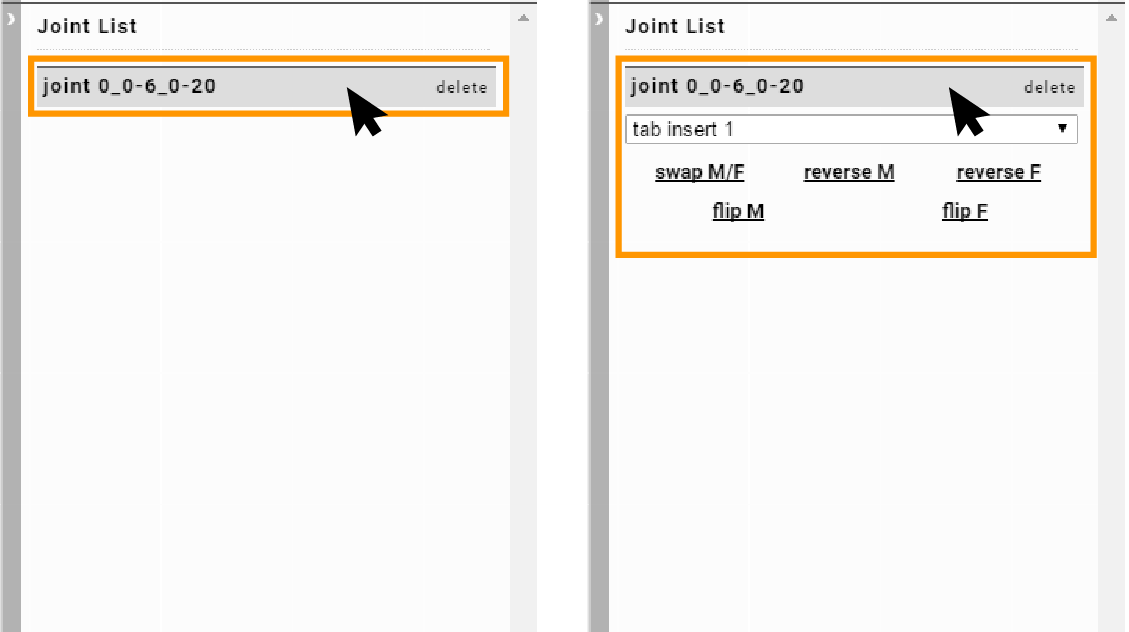 Joint List
joint 0_0-6_0-20 delete
Joint List
joint 0_0-6_0-20 delete
tab insert 1
swap M/F reverse M reverse F
flip M flip F